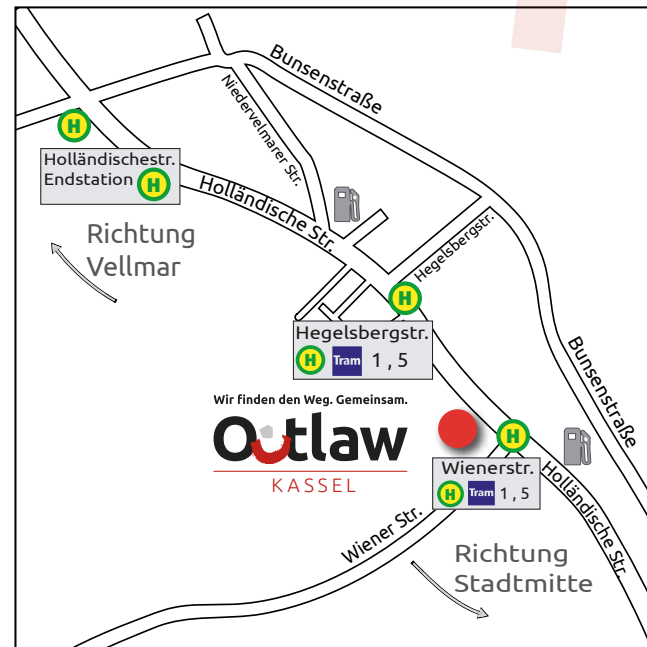 Bunsenstraße
Niedervelmarer Str.
H
Holländischestr.
Endstation H
Holländische Str.
Richtung
Vellmar
Hegelsbergstr.
H
Hegelsbergstr.
H Tram 1 , 5
Bunsenstraße
Wir finden den Weg. Gemeinsam.
Outlaw
KASSEL
H
Wienerstr.
H Tram 1 , 5
Holländische Str.
Wiener Str.
Richtung
Stadtmitte